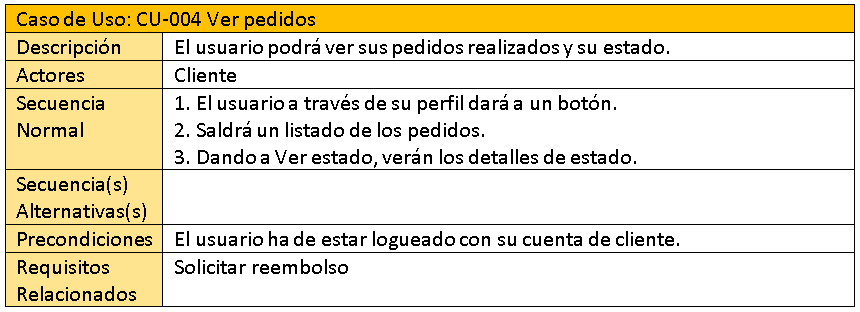 Caso de Uso: CU-004 Ver pedidos
Descripción El usuario podrá ver sus pedidos realizados y su estado.
Actores Cliente
Secuencia Normal
1. El usuario a través de su perfil dará a un botón.
2. Saldrá un listado de los pedidos.
3. Dando a Ver estado, verán los detalles de estado.
Secuencia(s)
Alternativas(s)
Precondiciones El usuario ha de estar logueado con su cuenta de cliente.
Requisitos Relacionados
Solicitar reembolso